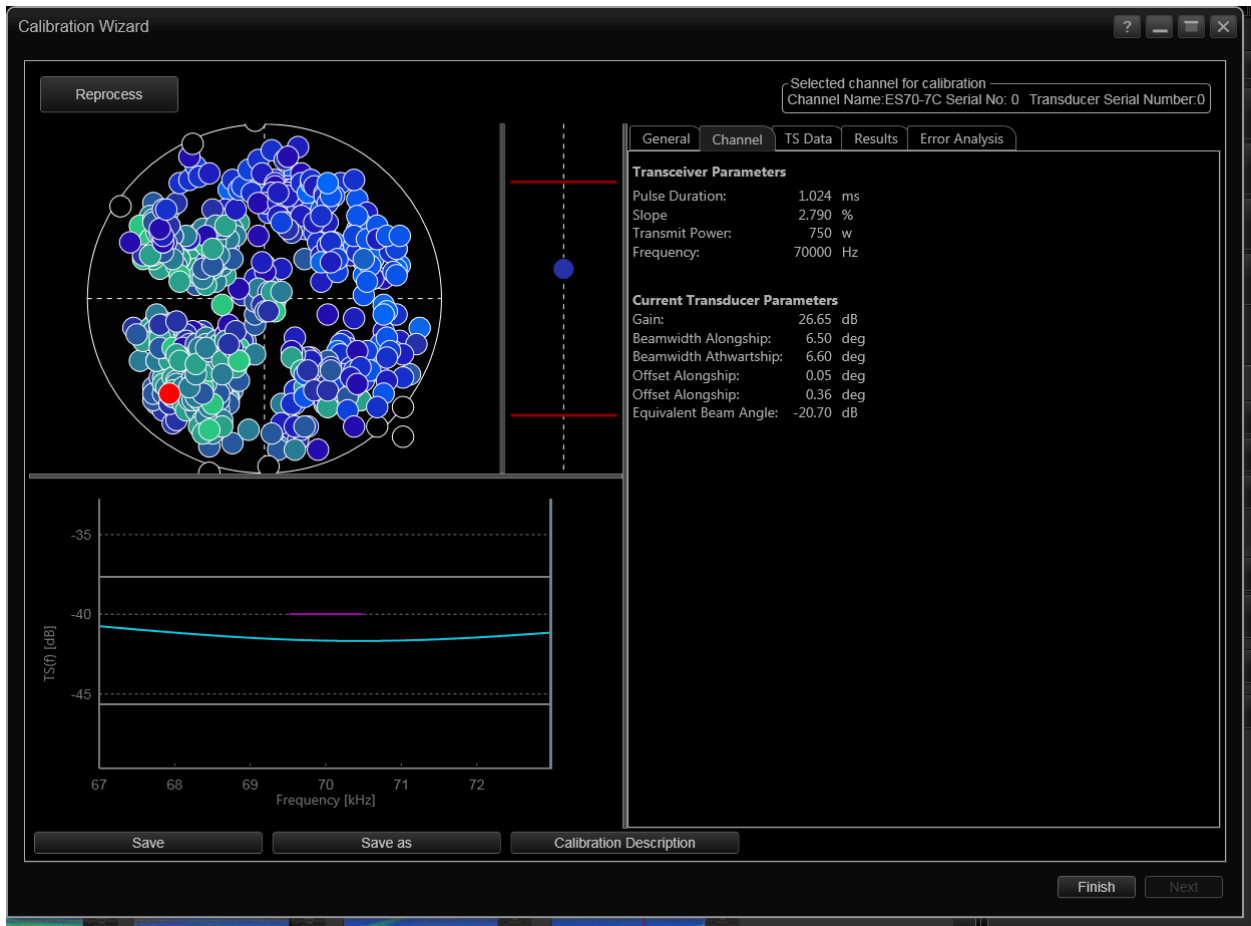 Calibration Wizard
?
Reprocess
Selected channel for calibration
Channel Name:ES70-7C Serial No: 0 Transducer Serial Number:0
General Channel TS Data Results Error Analysis
Transceiver Parameters
Pulse Duration: 1.024 ms
Slope 2.790 %
Transmit Power: 750 w
Frequency: 70000 Hz
Current Transducer Parameters
Gain: 26.65 dB
Beamwidth Alongship: 6.50 deg
Beamwidth Athwartship: 6.60 deg
Offset Alongship: 0.05 deg
Offset Alongship: 0.36 deg
Equivalent Beam Angle: -20.70 dB
-35
-40
-45
TS(f) [dB]
67 68 69 70 71 72
Frequency [kHz]
Save Save as Calibration Description
Finish Next